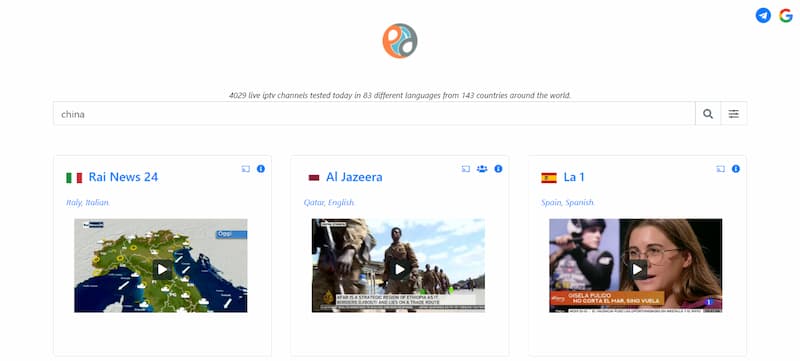 4029 live iptv channels tested today in 83 different languages from 143 countries around the world.
china
Rai News 24
Al Jazeera
La 1
Italy, Italian.
Qatar, English.
Spain, Spanish.
Oggi
AFAR IS A STRATEGIC REGION OF ETHIOPIA AS IT
BORDERS DJIBOUTI AND LIES ON A TRADE ROUTE
GISELA PULIDO
NO CORTA EL MAR, SINO VUELA